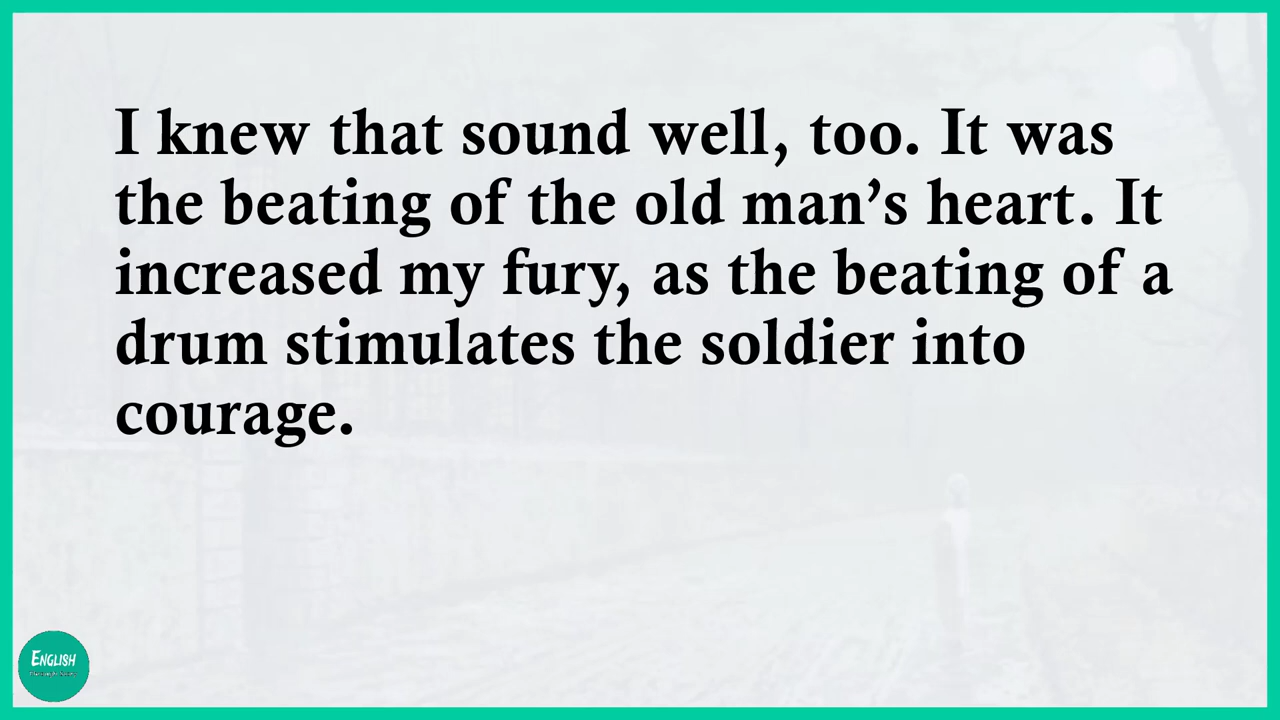 I knew that sound well, too. It was
the beating of the old man’s heart. It
increased my fury, as the beating of a
drum stimulates the soldier into
courage.
ENGLISH